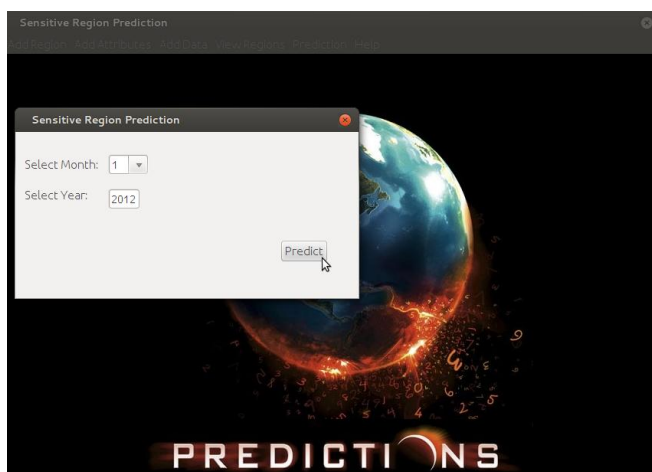 Sensitive Region Prediction
Add Region Add Attributes Add Data View Regions Prediction Help
Sensitive Region Prediction
Select Month: 1
Select Year: 2012
Predict
PREDICTIONS